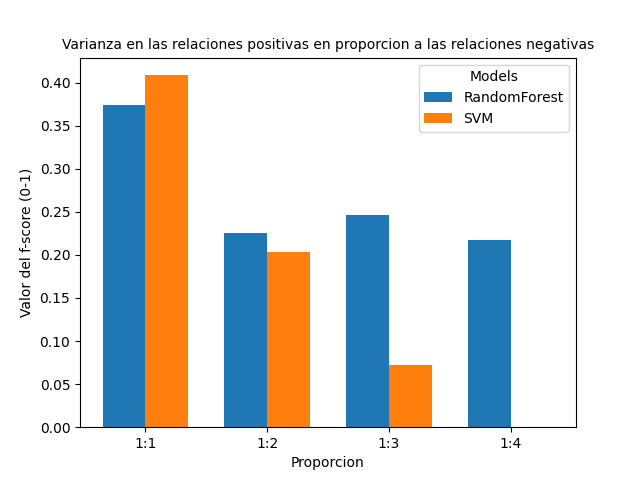 Varianza en las relaciones positivas en proporcion a las relaciones negativas
Models
RandomForest
SVM
Valor del f-score (0-1)
0.40
0.35
0.30
0.25
0.20
0.15
0.10
0.05
0.00
1:1 1:2 1:3 1:4
Proporcion